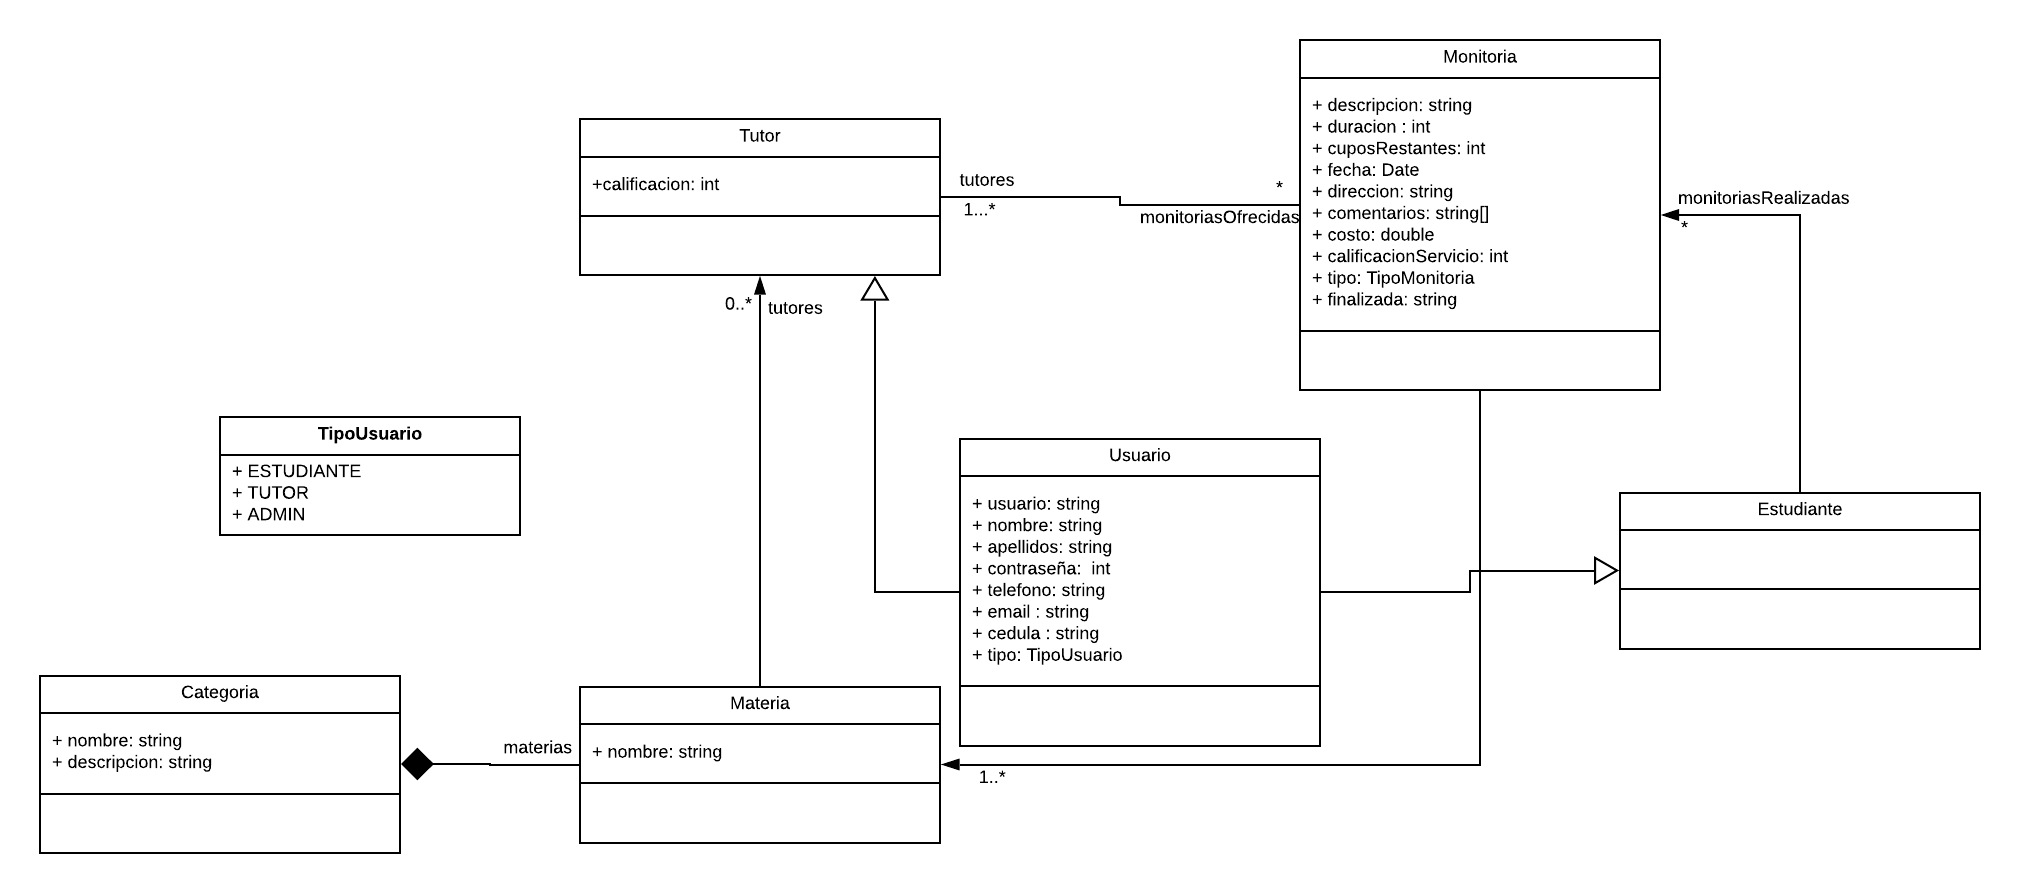 Monitoria
+ descripcion: string
+ duracion : int
+ cuposRestantes: int
+ fecha: Date
+ direccion: string
+ comentarios: string[]
+ costo: double
+ calificacionServicio: int
+ tipo: TipoMonitoria
+ finalizada: string
Tutor
+calificacion: int
tutores
1...*
*
monitoriasOfrecidas
monitoriasRealizadas
*
0..*
tutores
TipoUsuario
+ ESTUDIANTE
+ TUTOR
+ ADMIN
Usuario
+ usuario: string
+ nombre: string
+ apellidos: string
+ contraseña:  int
+ telefono: string
+ email : string
+ cedula : string
+ tipo: TipoUsuario
Estudiante
Categoria
+ nombre: string
+ descripcion: string
materias
Materia
+ nombre: string
1..*